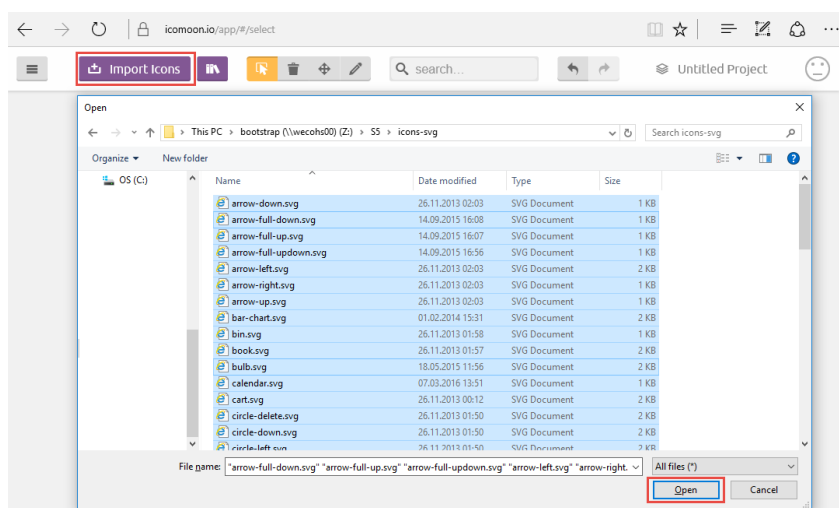 icomoon.io/app/#/select
Import Icons
search...
Untitled Project
Open
This PC > bootstrap (\\wecohs00) (Z:) > S5 > icons-svg
Search icons-svg
Organize
New folder
OS (C:)
Name Date modified Type Size
arrow-down.svg 26.11.2013 02:03 SVG Document 1 KB
arrow-full-down.svg 14.09.2015 16:08 SVG Document 1 KB
arrow-full-up.svg 14.09.2015 16:07 SVG Document 1 KB
arrow-full-updown.svg 14.09.2015 16:56 SVG Document 1 KB
arrow-left.svg 26.11.2013 02:03 SVG Document 2 KB
arrow-right.svg 26.11.2013 02:03 SVG Document 1 KB
arrow-up.svg 26.11.2013 02:03 SVG Document 1 KB
bar-chart.svg 01.02.2014 15:31 SVG Document 2 KB
bin.svg 26.11.2013 01:58 SVG Document 1 KB
book.svg 26.11.2013 01:57 SVG Document 2 KB
bulb.svg 18.05.2015 11:56 SVG Document 2 KB
calendar.svg 07.03.2016 13:51 SVG Document 1 KB
cart.svg 26.11.2013 00:12 SVG Document 2 KB
circle-delete.svg 26.11.2013 01:50 SVG Document 2 KB
circle-down.svg 26.11.2013 01:50 SVG Document 2 KB
circle-left.svg 26.11.2013 01:50 SVG Document 2 KB
File name: "arrow-full-down.svg" "arrow-full-up.svg" "arrow-full-updown.svg" "arrow-left.svg" "arrow-right.
All files (*)
Open
Cancel